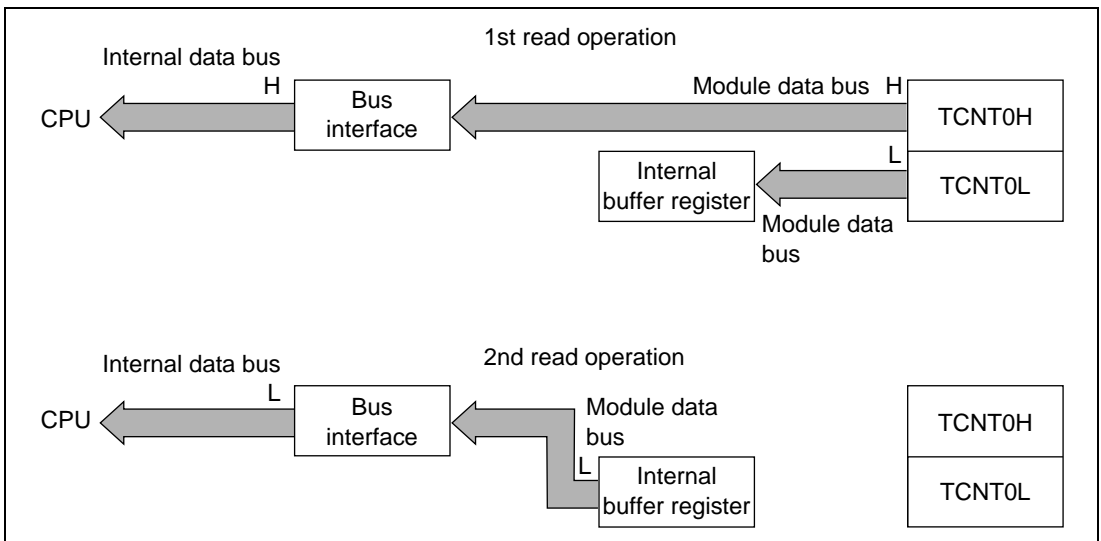 1st read operation
Internal data bus
H
Module data bus H
CPU
Bus
interface
TCNT0H
L
Internal
buffer register
TCNT0L
Module data
bus
2nd read operation
Internal data bus
L
CPU
Bus
interface
Module data
bus
TCNT0H
L
Internal
buffer register
TCNT0L